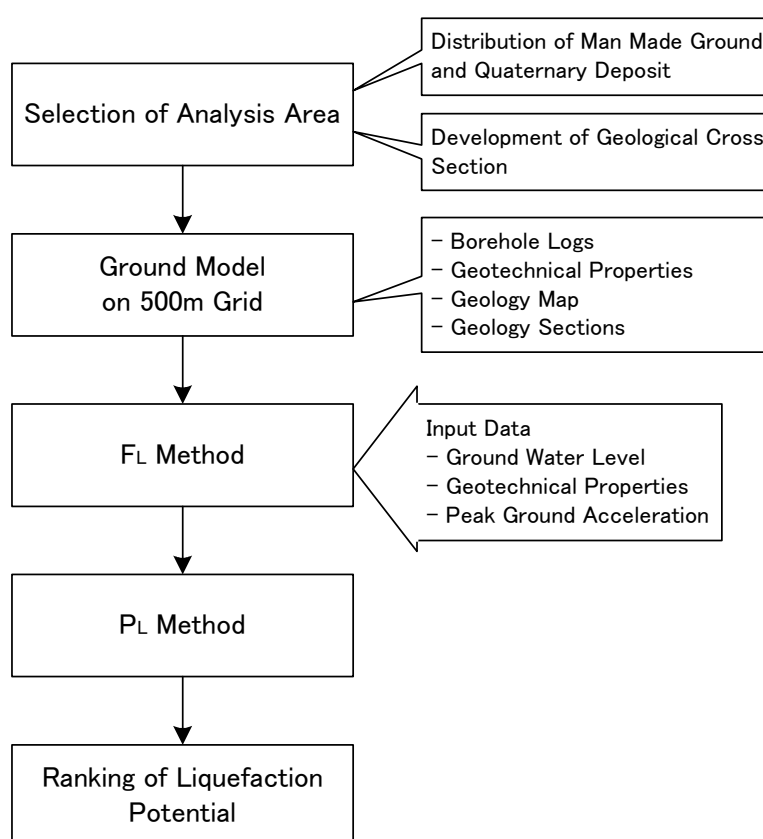 Distribution of Man Made Ground
and Quaternary Deposit
Selection of Analysis Area
Development of Geological Cross
Section
Ground Model
on 500m Grid
- Borehole Logs
- Geotechnical Properties
- Geology Map
- Geology Sections
FL Method
Input Data
- Ground Water Level
- Geotechnical Properties
- Peak Ground Acceleration
PL Method
Ranking of Liquefaction
Potential